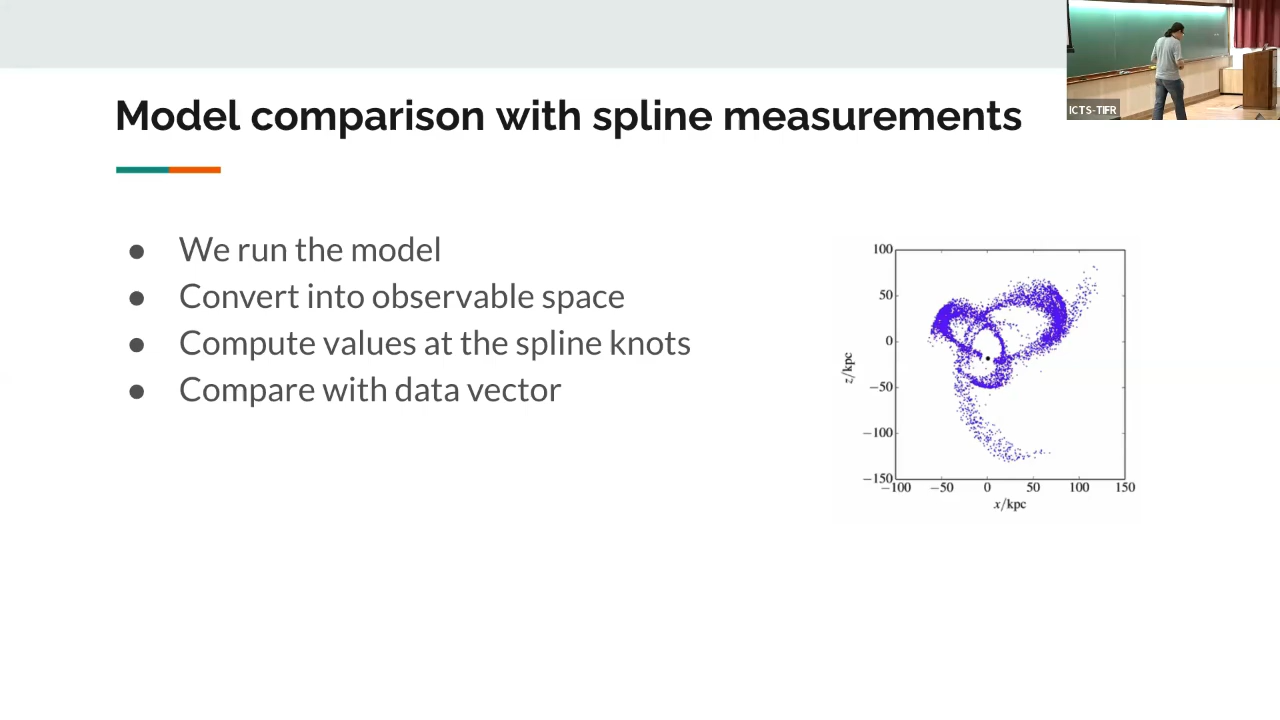 ICTS-TIFR
Model comparison with spline measurements
● We run the model
● Convert into observable space
● Compute values at the spline knots
● Compare with data vector
100
50
0
−50
−100
−150
z/kpc
−100 −50 0 50 100 150
x/kpc